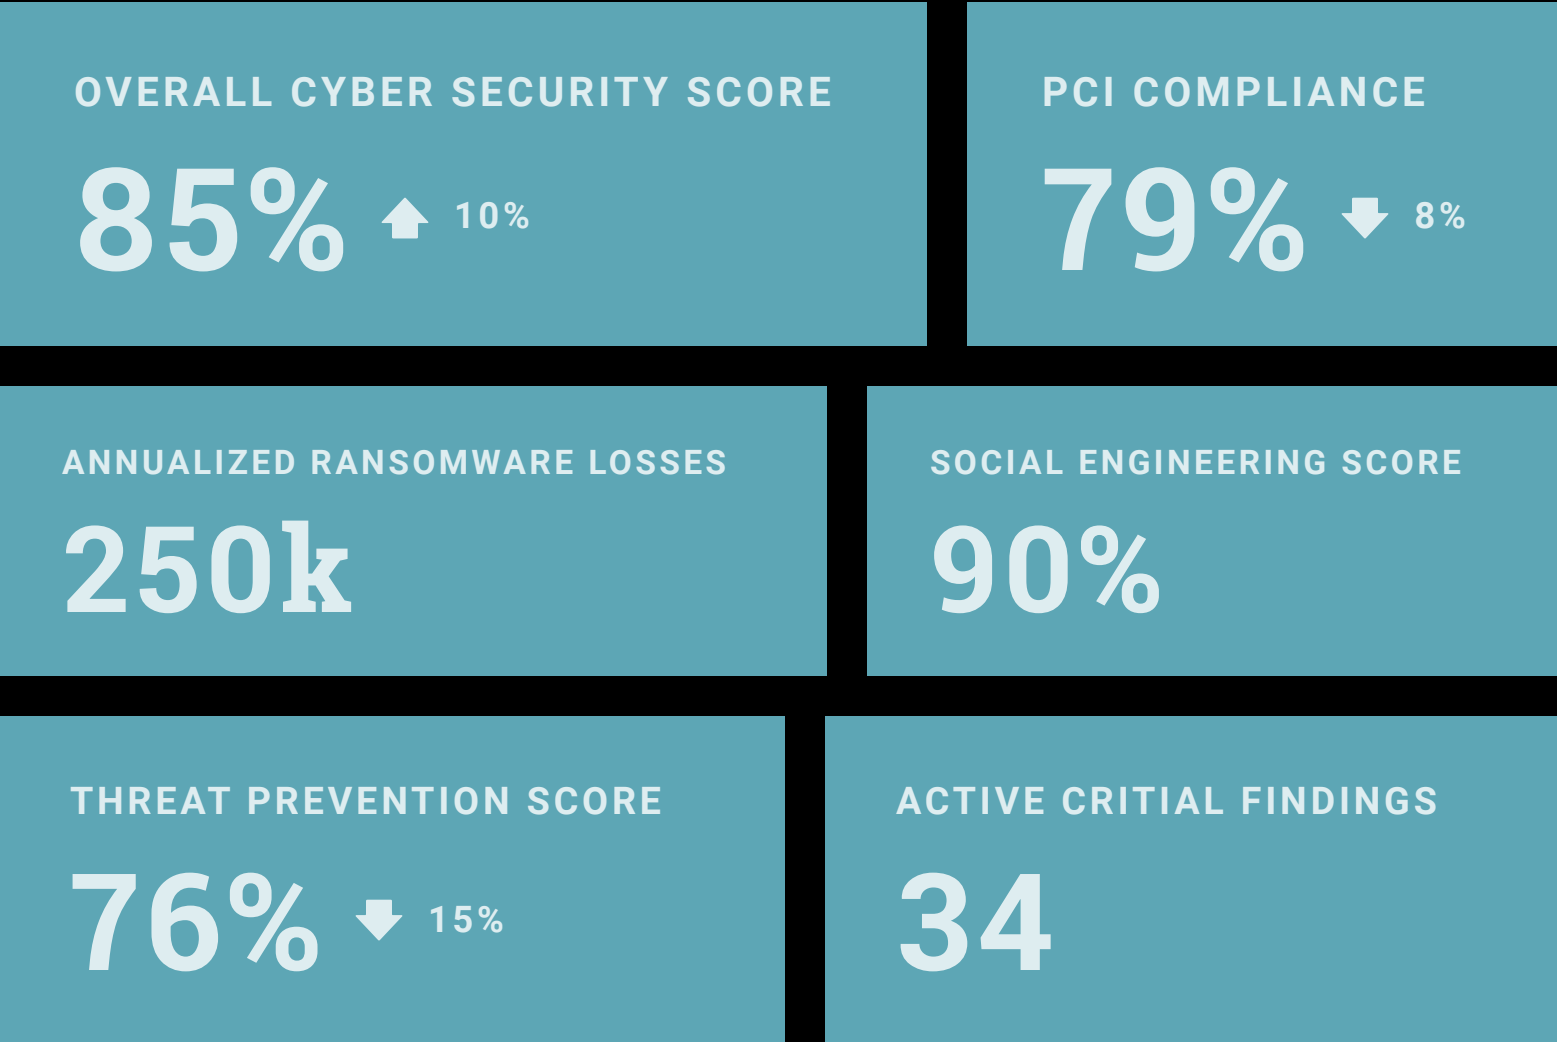 OVERALL CYBER SECURITY SCORE
85% 10%
PCI COMPLIANCE
79% 8%
ANNUALIZED RANSOMWARE LOSSES
250k
SOCIAL ENGINEERING SCORE
90%
THREAT PREVENTION SCORE
76% 15%
ACTIVE CRITIAL FINDINGS
34